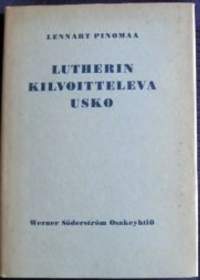 LENNART PINOMAA
LUTHERIN
KILVOITTELEVA
USKO
Werner Söderström Osakeyhtiö